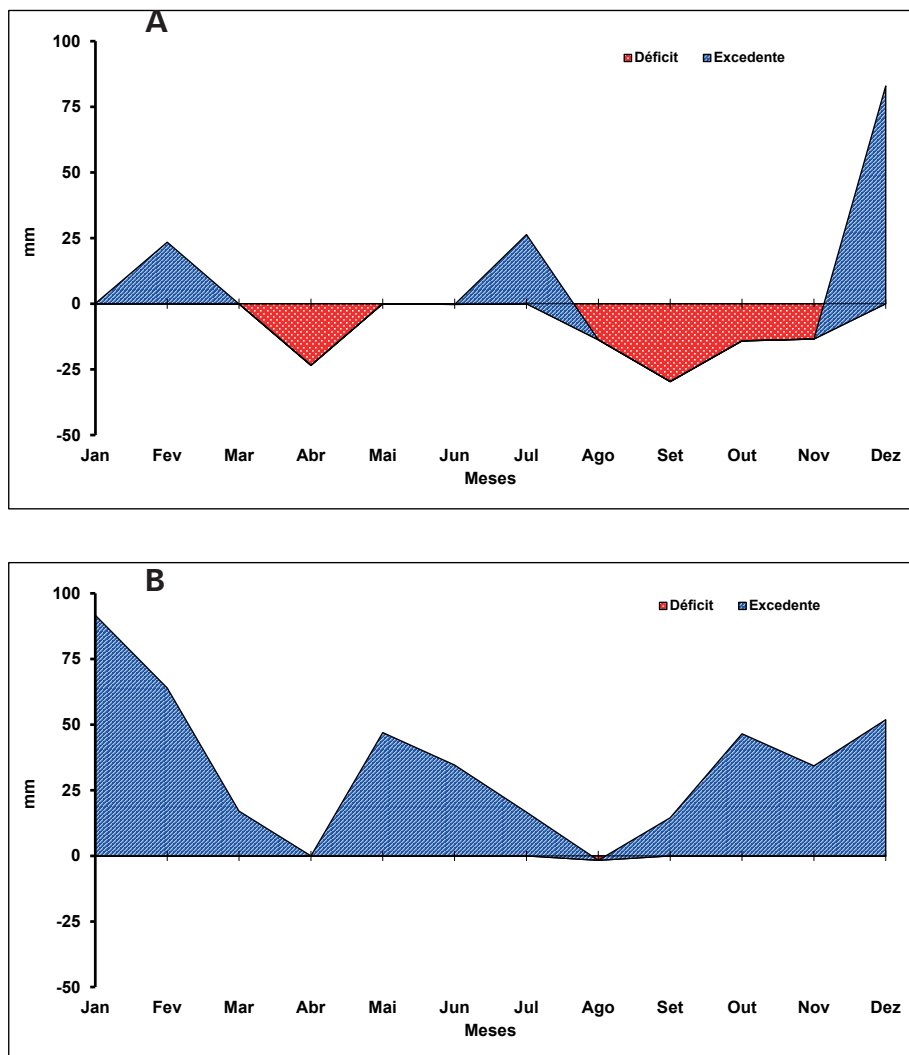 A
Déficit Excedente
100
75
50
25
0
-25
-50
mm
Jan Fev Mar Abr Mai Jun Jul Ago Set Out Nov Dez
Meses
B
Déficit Excedente
100
75
50
25
0
-25
-50
mm
Jan Fev Mar Abr Mai Jun Jul Ago Set Out Nov Dez
Meses